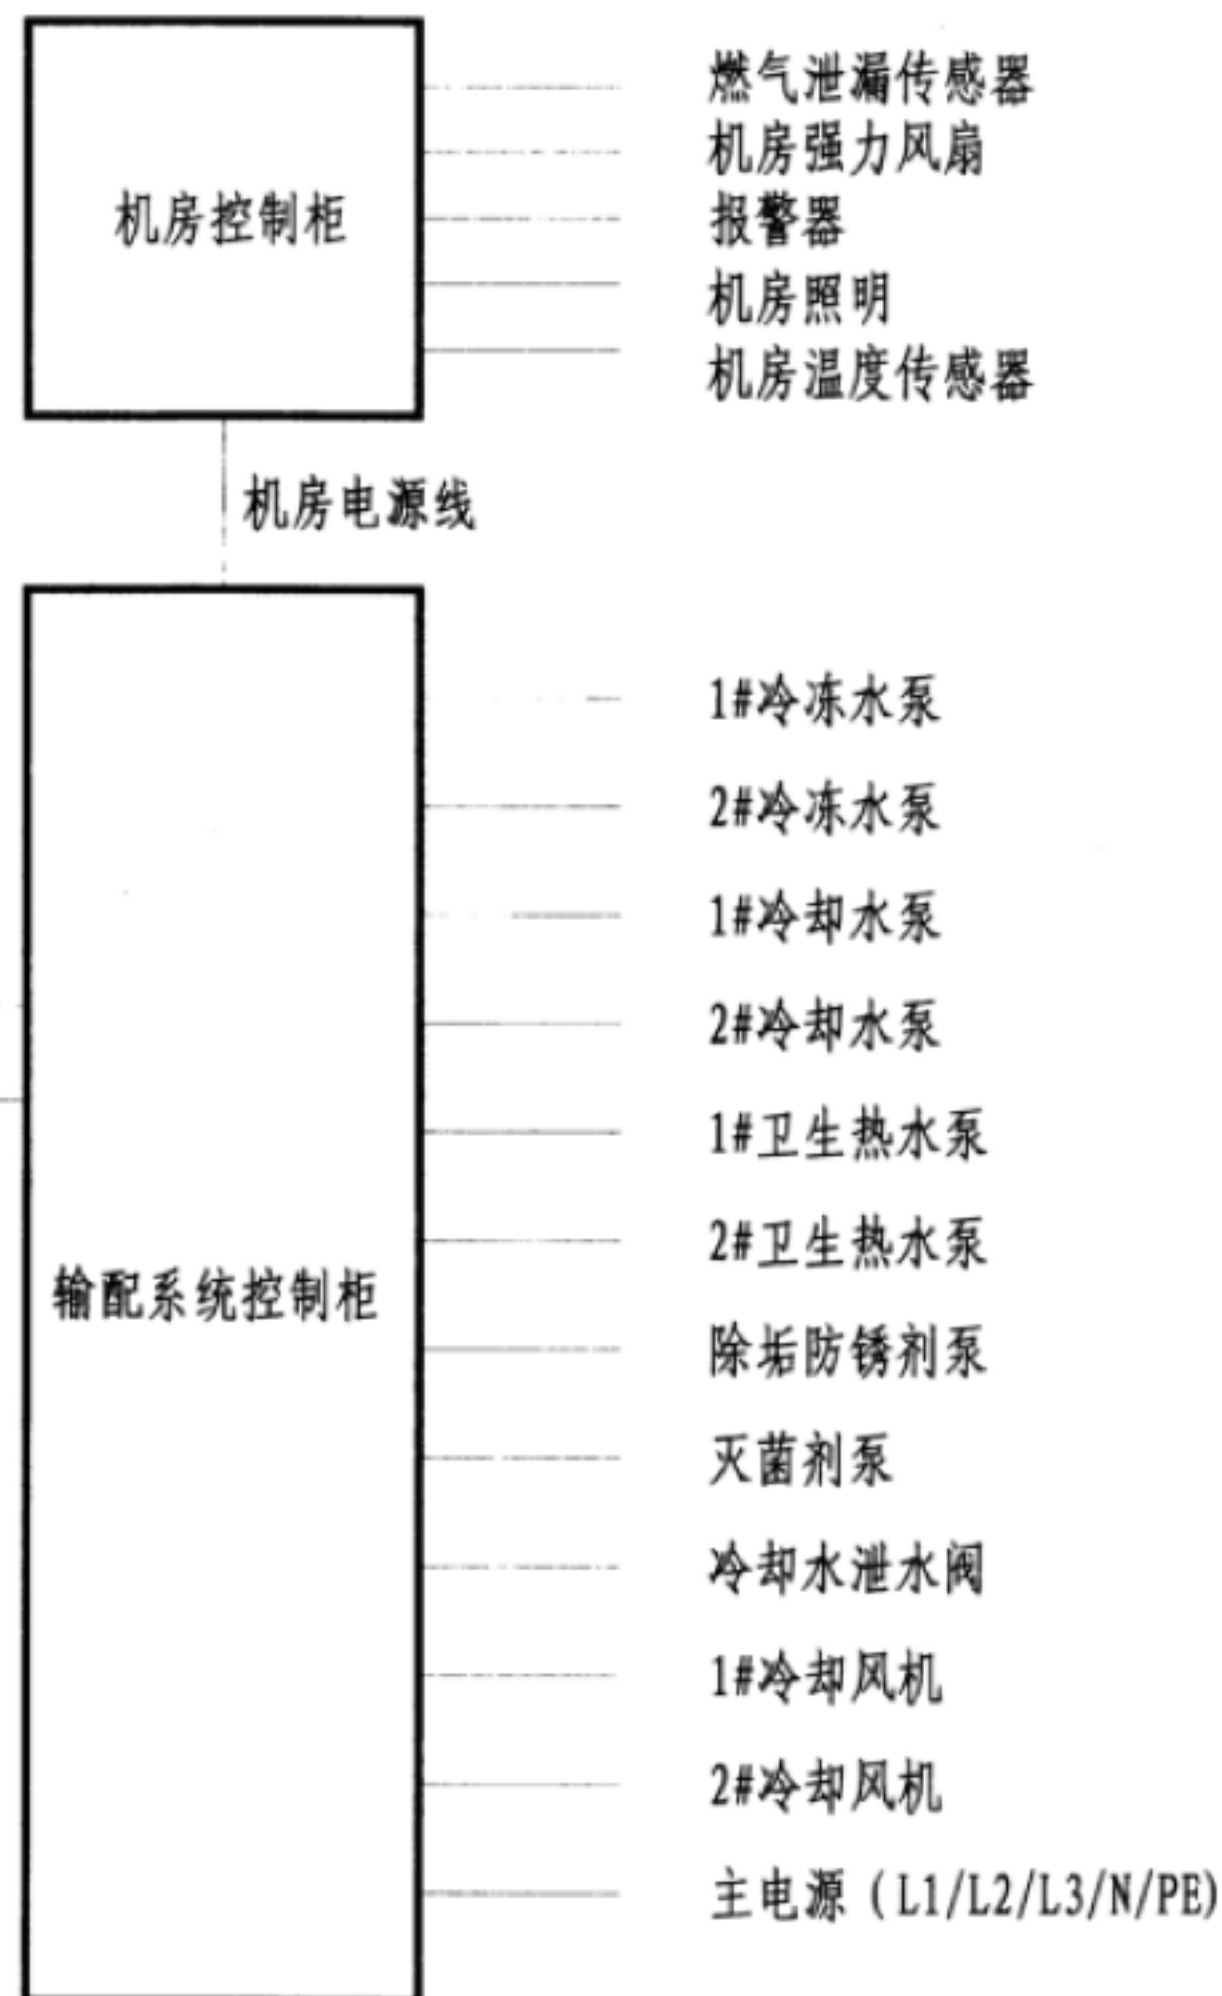 燃气泄漏传感器
机房强力风扇
报警器
机房照明
机房温度传感器
机房控制柜
机房电源线
1#冷冻水泵
2#冷冻水泵
1#冷却水泵
2#冷却水泵
1#卫生热水泵
2#卫生热水泵
输配系统控制柜
除垢防锈剂泵
灭菌剂泵
冷却水泄水阀
1#冷却风机
2#冷却风机
主电源（L1/L2/L3/N/PE)